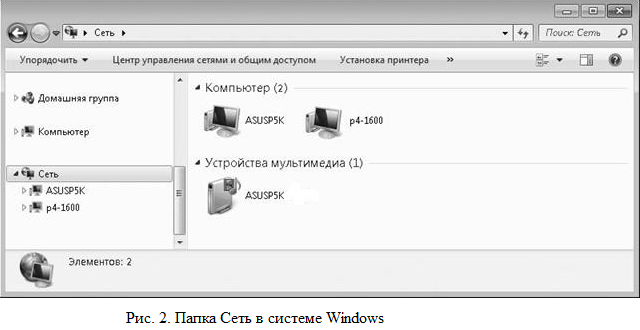 Сеть
Поиск: Сеть
Упорядочить Центр управления сетями и общим доступом Установка принтера »
Домашняя группа
Компьютер
Сеть
ASUSP5K
p4-1600
Компьютер (2)
ASUSP5K p4-1600
Устройства мультимедиа (1)
ASUSP5K
Элементов: 2
Рис. 2. Папка Сеть в системе Windows